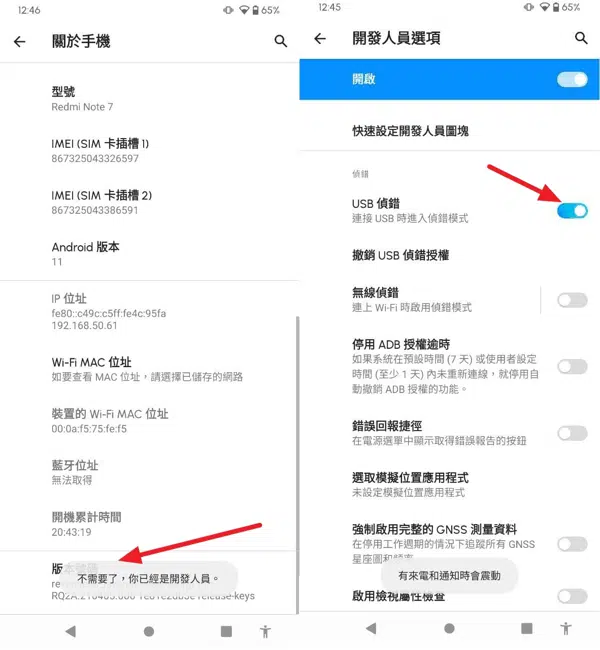 12:46
65%
關於手機
型號
Redmi Note 7
IMEI (SIM 卡插槽 1)
867325043326597
IMEI (SIM 卡插槽 2)
867325043386591
Android 版本
11
IP 位址
fe80::c49c:c5ff:fe4c:95fa
192.168.50.61
Wi-Fi MAC 位址
如要查看 MAC 位址，請選擇已儲存的網路
裝置的 Wi-Fi MAC 位址
00:0a:f5:75:fe:f5
藍牙位址
無法取得
開機累計時間
20:43:19
版本號碼
不需要了，你已經是開發人員。
release-keys
12:45
65%
開發人員選項
開啟
快速設定開發人員圖塊
偵錯
USB 偵錯
連接 USB 時進入偵錯模式
撤銷 USB 偵錯授權
無線偵錯
連上 Wi-Fi 時啟用偵錯模式
停用 ADB 授權逾時
如果系統在預設時間 (7 天) 或使用者設定
時間 (至少 1 天) 內未重新連線，就停用自
動撤銷 ADB 授權的功能。
錯誤回報捷徑
在電源選單中顯示取得錯誤報告的按鈕
選取模擬位置應用程式
未設定模擬位置應用程式
強制啟用完整的 GNSS 測量資料
在停用工作週期的情況下追蹤所有 GNSS
星座圖和頻率
有來電和通知時會震動
啟用檢視屬性檢查